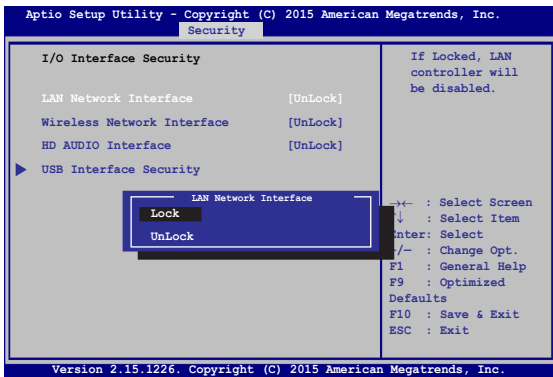 Aptio Setup Utility - Copyright (C) 2015 American Megatrends, Inc.
Security
I/O Interface Security
LAN Network Interface [UnLock]
Wireless Network Interface [UnLock]
HD AUDIO Interface [UnLock]
USB Interface Security
LAN Network Interface
Lock
UnLock
If Locked, LAN
controller will
be disabled.
→← : Select Screen
↑↓ : Select Item
Enter: Select
+/— : Change Opt.
F1 : General Help
F9 : Optimized
Defaults
F10 : Save & Exit
ESC : Exit
Version 2.15.1226. Copyright (C) 2015 American Megatrends, Inc.